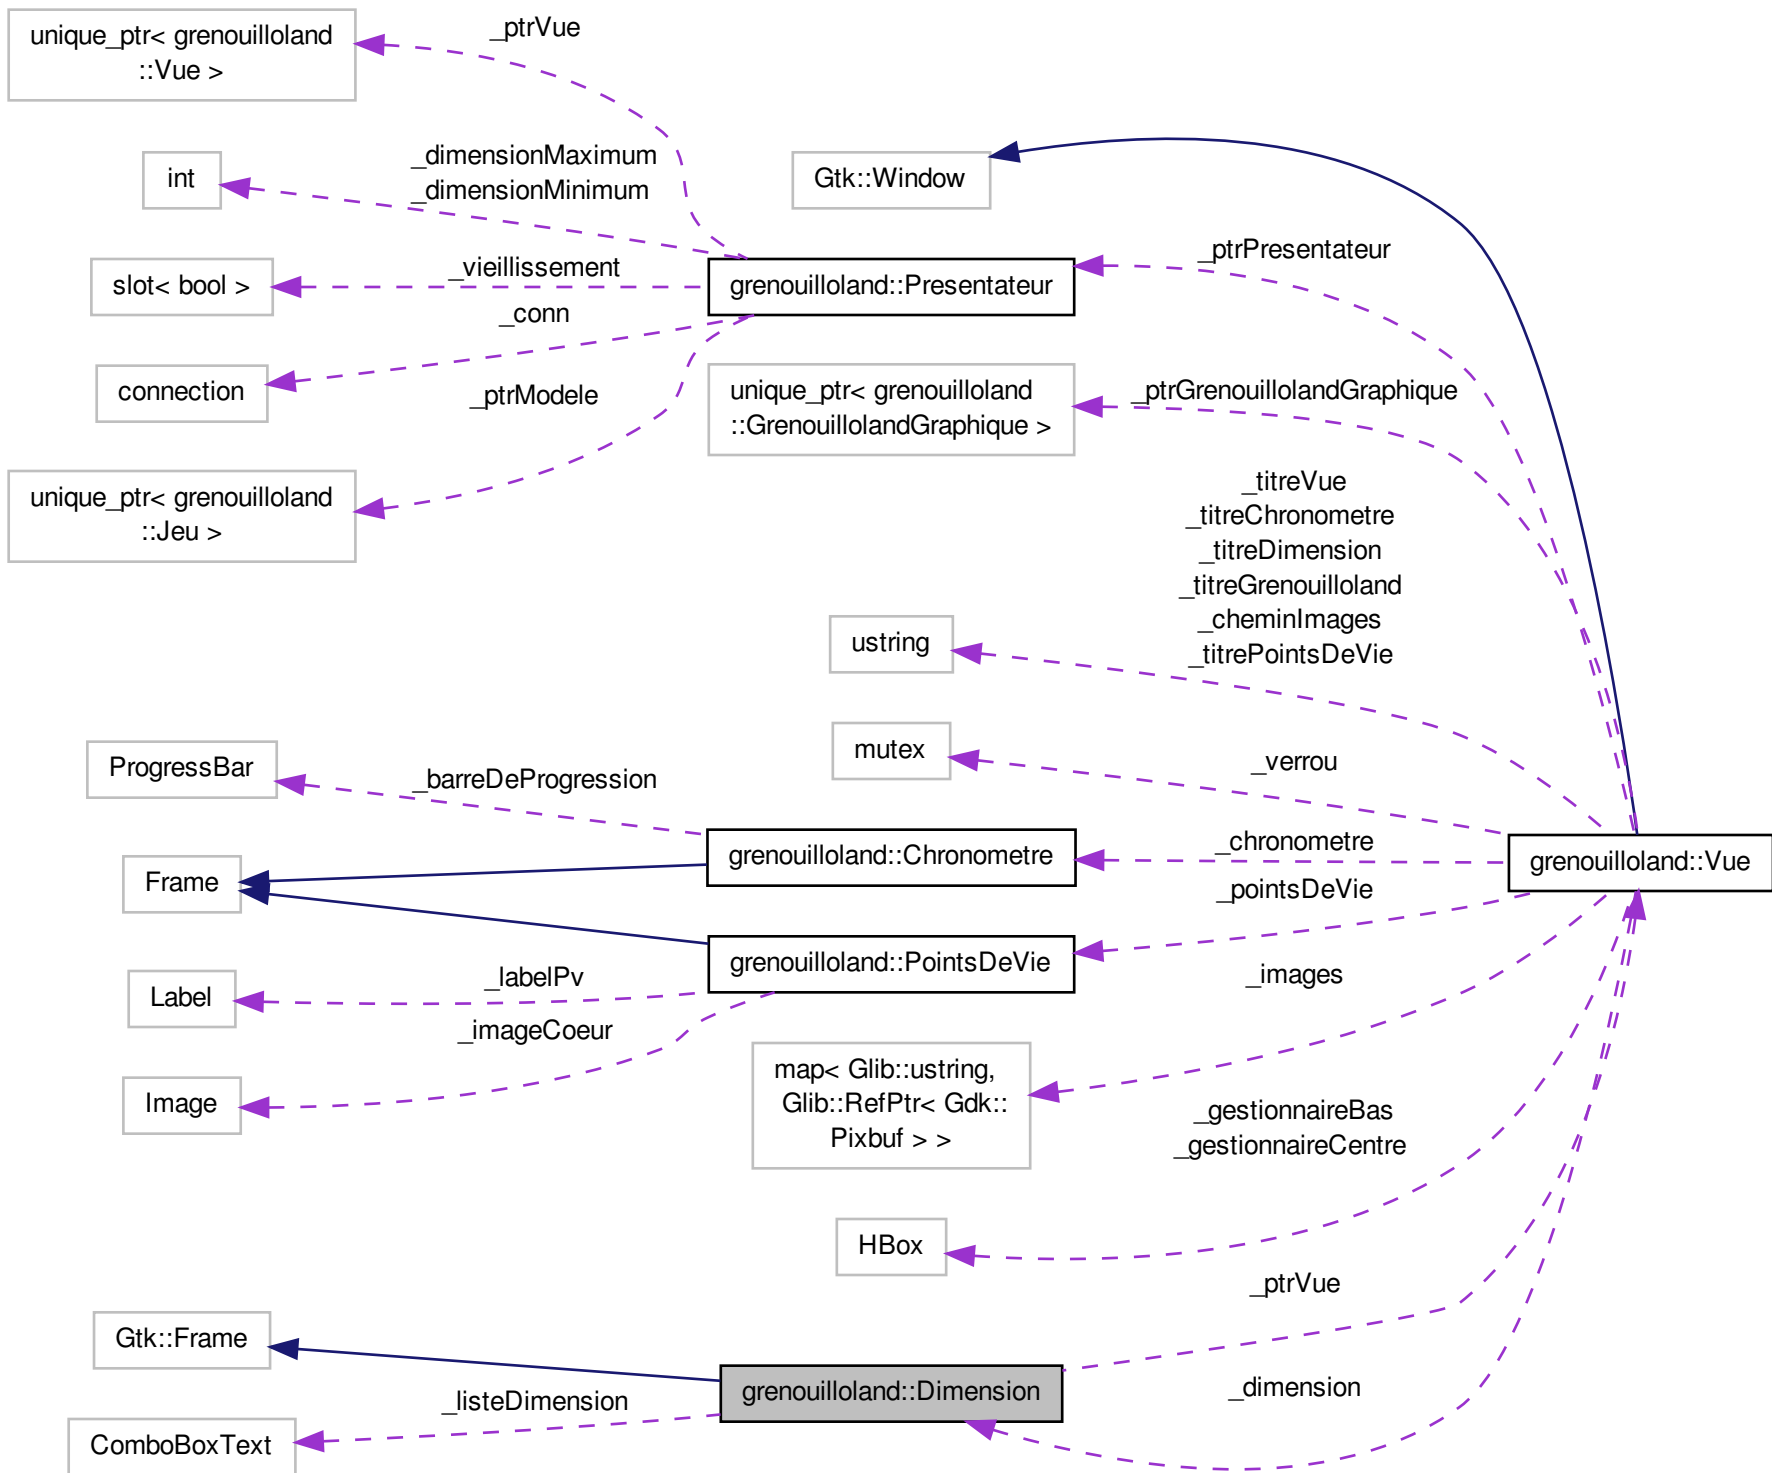 unique_ptr< grenouilloland
::Vue >
_ptrVue
int
_dimensionMaximum
_dimensionMinimum
Gtk::Window
slot< bool >
_vieillissement
grenouilloland::Presentateur
_ptrPresentateur
connection
_conn
unique_ptr< grenouilloland
::GrenouillolandGraphique >
_ptrGrenouillolandGraphique
unique_ptr< grenouilloland
::Jeu >
_ptrModele
ustring
_titreVue
_titreChronometre
_titreDimension
_titreGrenouilloland
_cheminImages
_titrePointsDeVie
mutex
_verrou
ProgressBar
_barreDeProgression
grenouilloland::Chronometre
_chronometre
grenouilloland::Vue
Frame
_pointsDeVie
grenouilloland::PointsDeVie
Label
_labelPv
_images
Image
_imageCoeur
map< Glib::ustring,
Glib::RefPtr< Gdk::
Pixbuf > >
_gestionnaireBas
_gestionnaireCentre
HBox
_ptrVue
Gtk::Frame
grenouilloland::Dimension
_dimension
_listeDimension
ComboBoxText